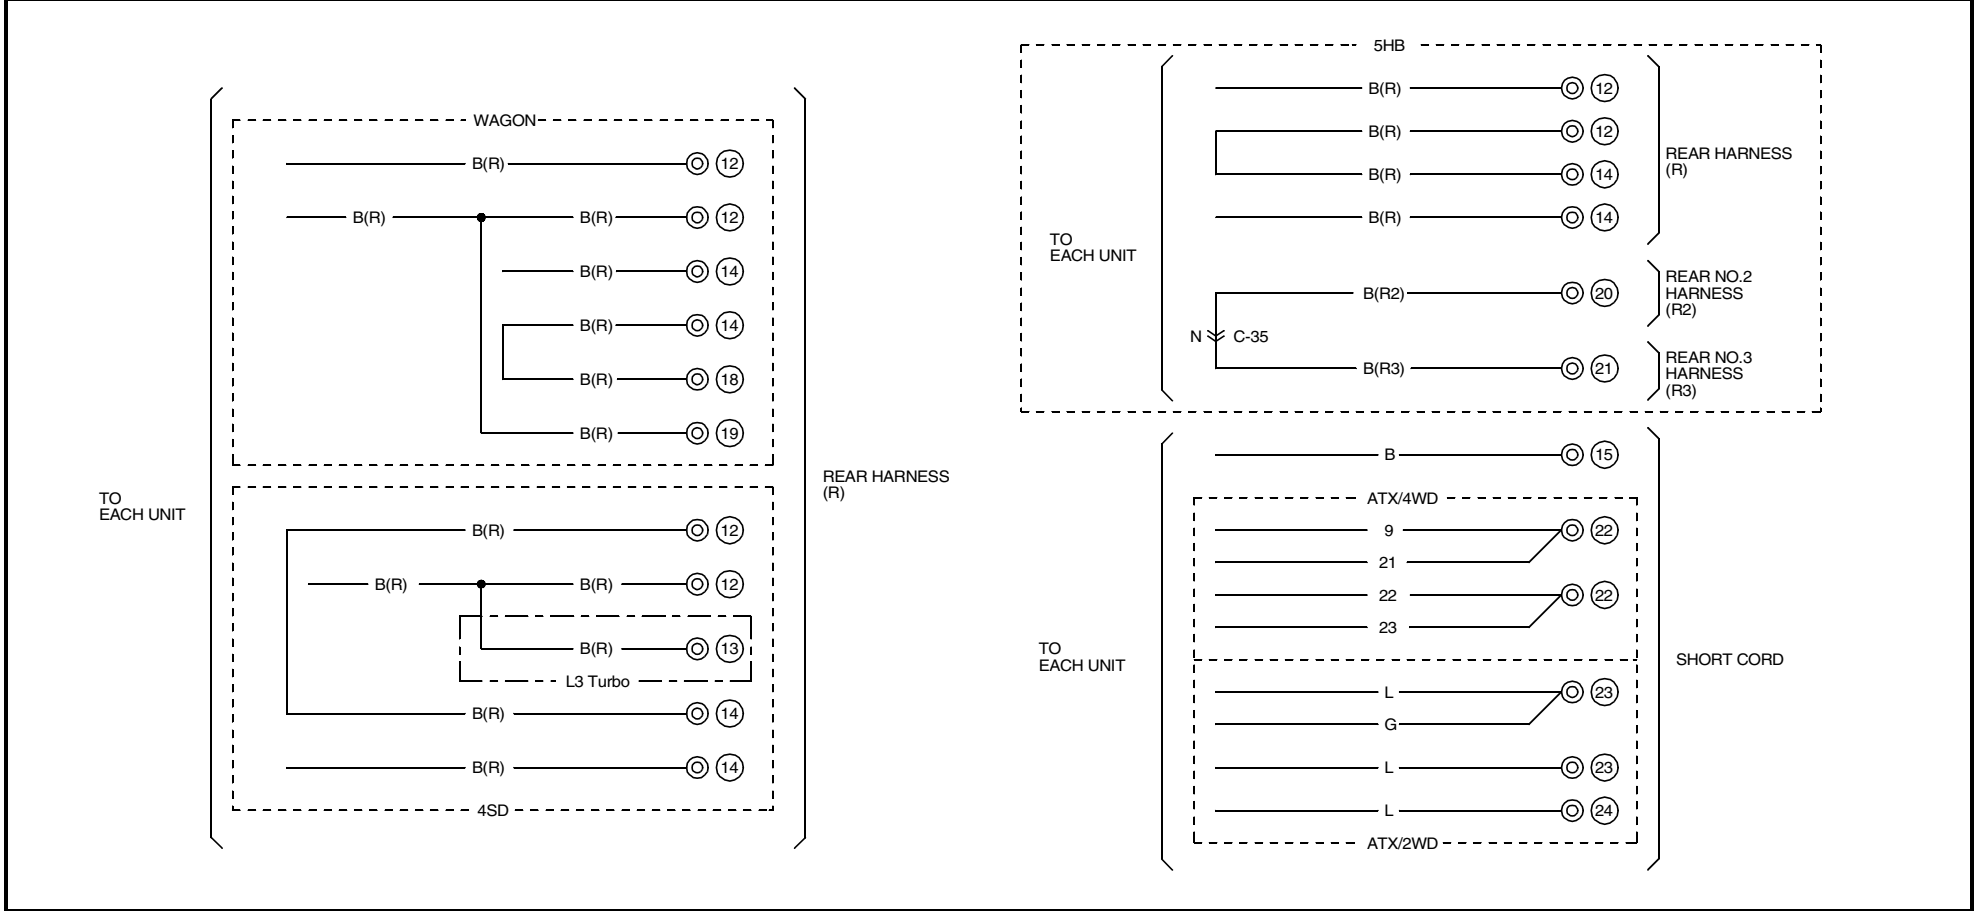 WAGON
B(R) 12
B(R) B(R) 12
B(R) 14
B(R) 14
B(R) 18
B(R) 19
TO
EACH UNIT
REAR HARNESS
(R)
B(R) 12
B(R) B(R) 12
B(R) 13
L3 Turbo
B(R) 14
B(R) 14
4SD
5HB
B(R) 12
B(R) 12
B(R) 14
B(R) 14
REAR HARNESS
(R)
TO
EACH UNIT
B(R2) 20
REAR NO.2
HARNESS
(R2)
N C-35
B(R3) 21
REAR NO.3
HARNESS
(R3)
B 15
ATX/4WD
9 22
21
22 22
23
TO
EACH UNIT
SHORT CORD
L 23
G
L 23
L 24
ATX/2WD